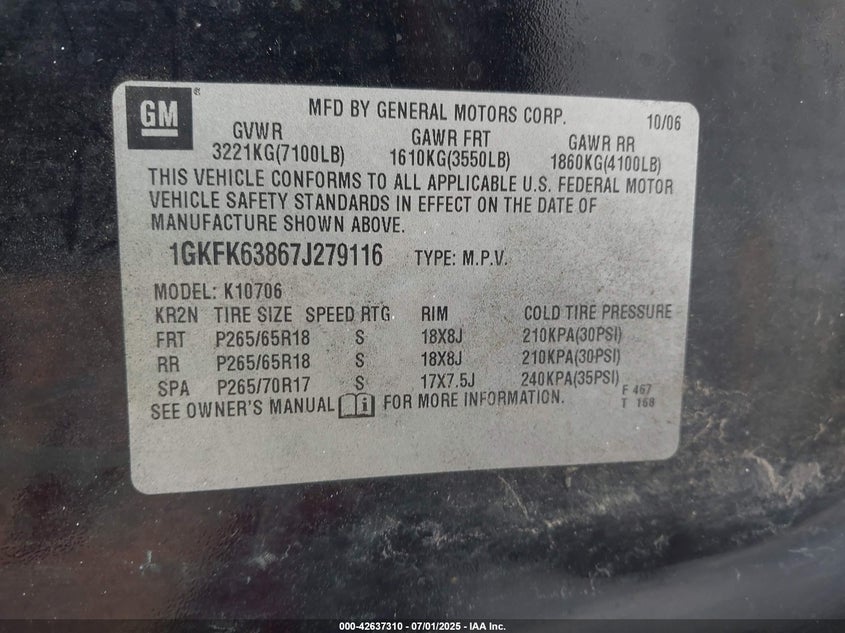 GM
®
MFD BY GENERAL MOTORS CORP. 10/06
GVWR GAWR FRT GAWR RR
3221KG(7100LB) 1610KG(3550LB) 1860KG(4100LB)
THIS VEHICLE CONFORMS TO ALL APPLICABLE U.S. FEDERAL MOTOR
VEHICLE SAFETY STANDARDS IN EFFECT ON THE DATE OF
MANUFACTURE SHOWN ABOVE.
1GKFK63867J279116 TYPE: M.P.V.
MODEL: K10706
KR2N TIRE SIZE SPEED RTG RIM COLD TIRE PRESSURE
FRT P265/65R18 S 18X8J 210KPA(30PSI)
RR P265/65R18 S 18X8J 210KPA(30PSI)
SPA P265/70R17 S 17X7.5J 240KPA(35PSI)
SEE OWNER'S MANUAL i FOR MORE INFORMATION.
F 467
T 168
000-42637310 - 07/01/2025 - IAA Inc.